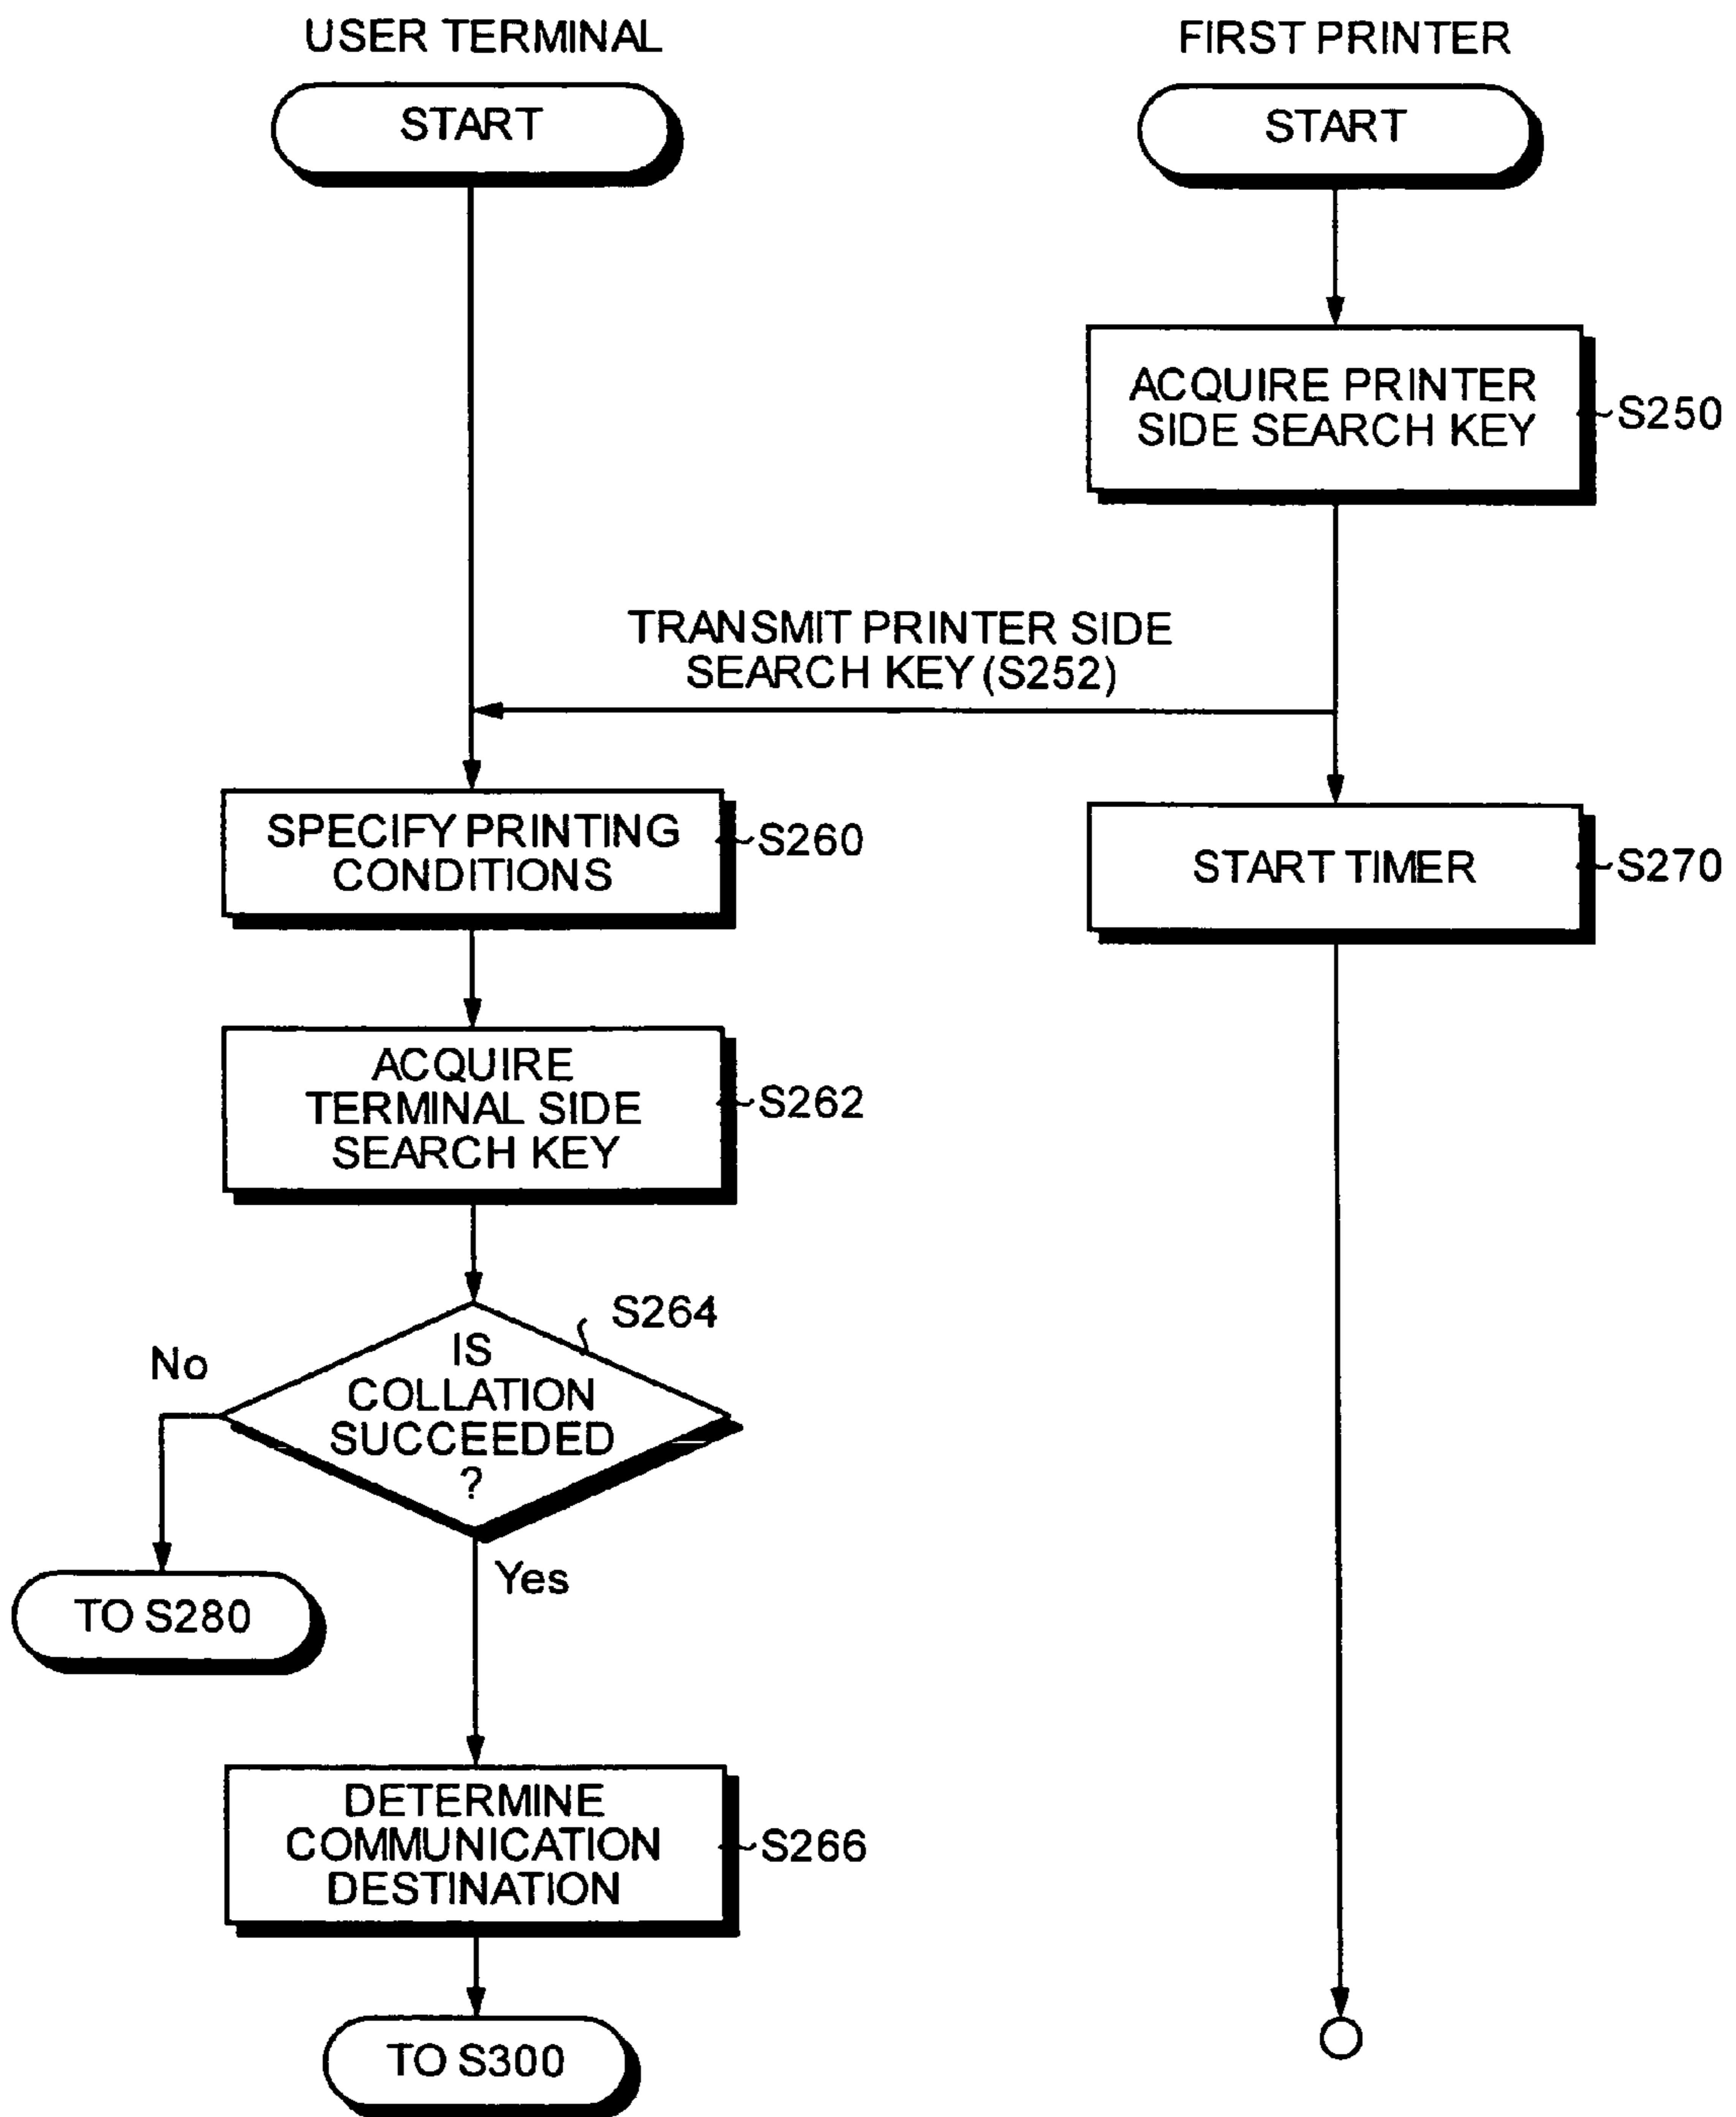 USER TERMINAL
FIRST PRINTER
START
START
ACQUIRE PRINTER
SIDE SEARCH KEY
S250
TRANSMIT PRINTER SIDE
SEARCH KEY (S252)
SPECIFY PRINTING
CONDITIONS
S260
START TIMER
S270
ACQUIRE
TERMINAL SIDE
SEARCH KEY
S262
S264
IS
COLLATION
SUCCEEDED
?
No
Yes
TO S280
DETERMINE
COMMUNICATION
DESTINATION
S266
TO S300